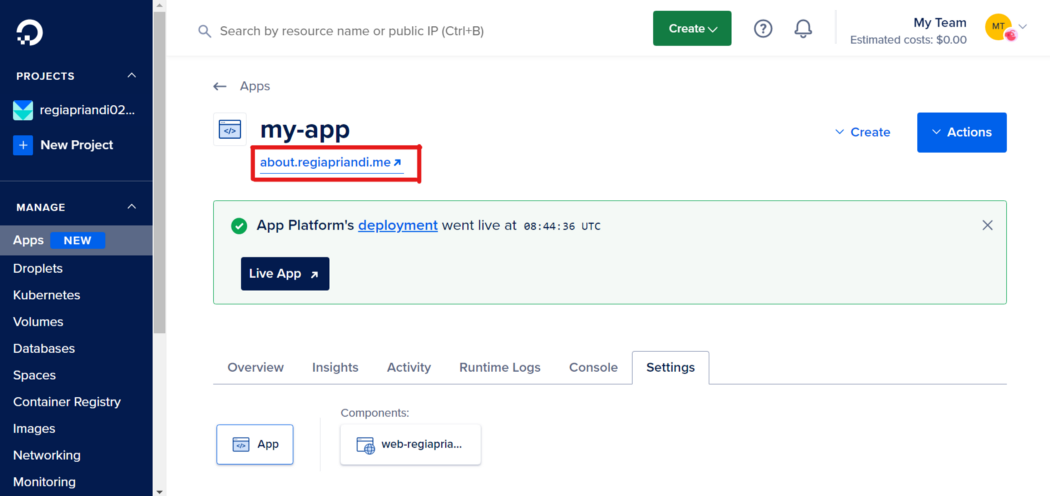 Search by resource name or public IP (Ctrl+B)
Create
My Team
Estimated costs: $0.00
MT
PROJECTS
regiapriandi02...
+ New Project
MANAGE
Apps NEW
Droplets
Kubernetes
Volumes
Databases
Spaces
Container Registry
Images
Networking
Monitoring
← Apps
my-app
about.regiapriandi.me
Create
Actions
App Platform's deployment went live at 08:44:36 UTC
Live App
Overview Insights Activity Runtime Logs Console Settings
App
Components:
web-regiapria...